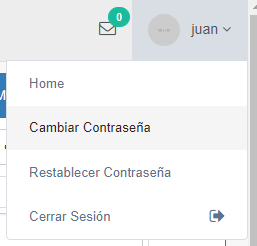 0
juan
Home
Cambiar Contraseña
Restablecer Contraseña
Cerrar Sesión